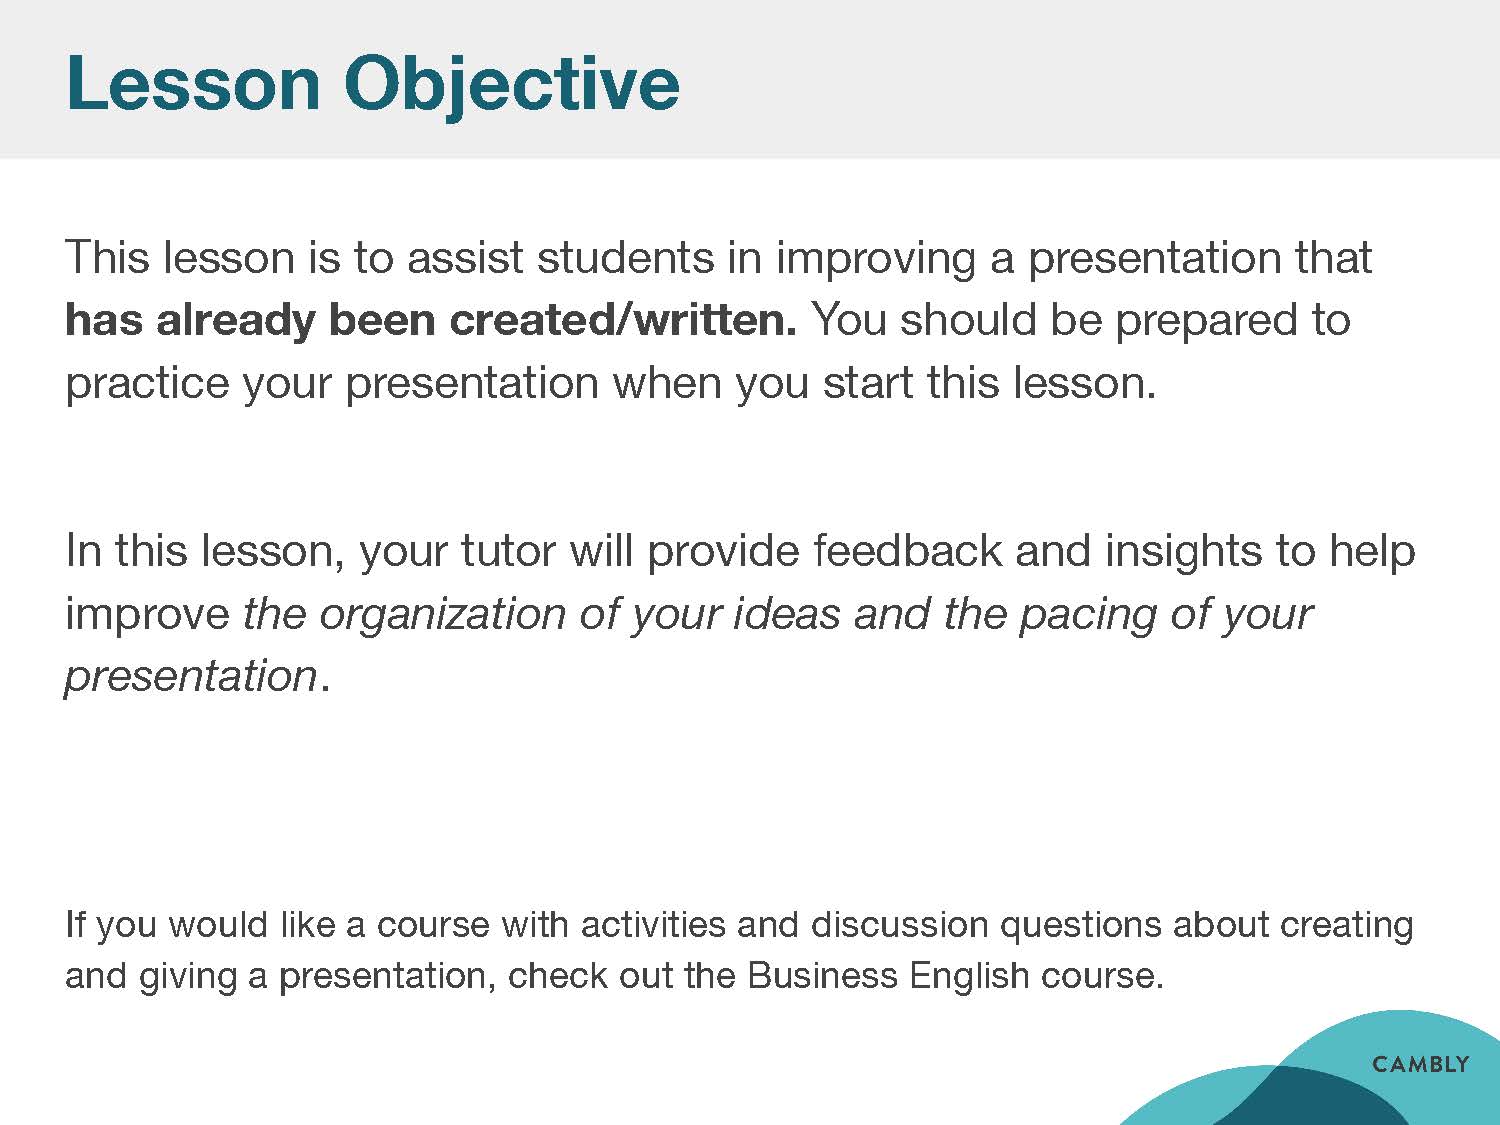 Lesson Objective
This lesson is to assist students in improving a presentation that
has already been created/written. You should be prepared to
practice your presentation when you start this lesson.
In this lesson, your tutor will provide feedback and insights to help
improve the organization of your ideas and the pacing of your
presentation.
If you would like a course with activities and discussion questions about creating
and giving a presentation, check out the Business English course.
CAMBLY